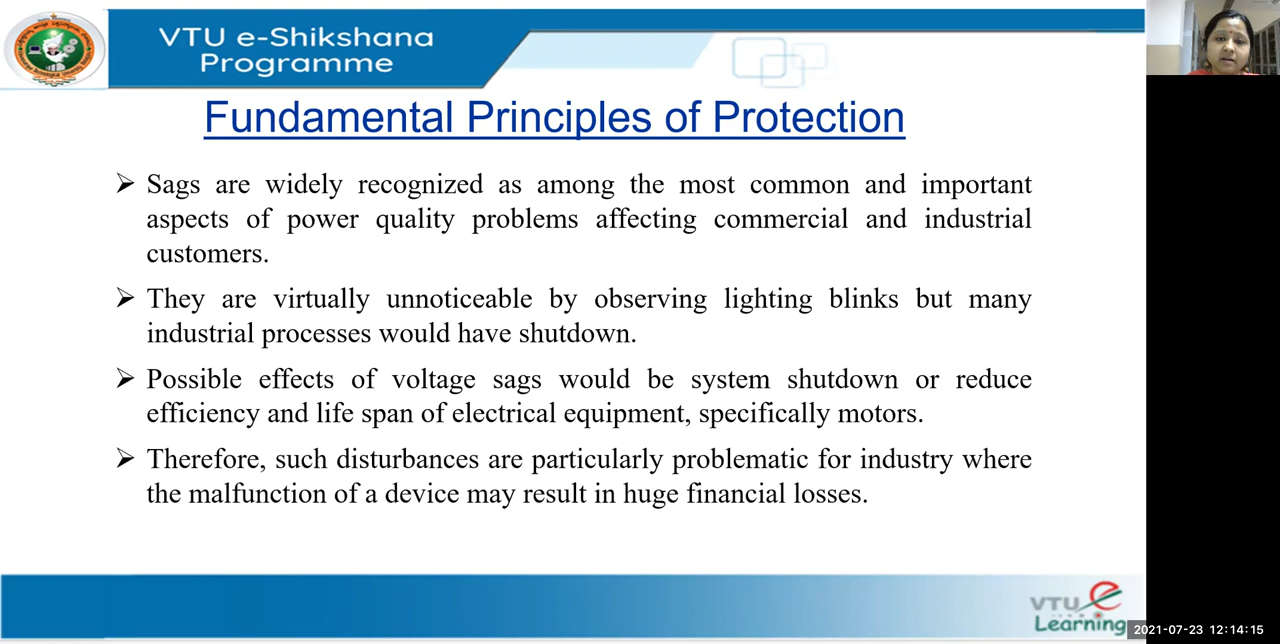 VTU e-Shikshana
Programme
Fundamental Principles of Protection
➢ Sags are widely recognized as among the most common and important
aspects of power quality problems affecting commercial and industrial
customers.
➢ They are virtually unnoticeable by observing lighting blinks but many
industrial processes would have shutdown.
➢ Possible effects of voltage sags would be system shutdown or reduce
efficiency and life span of electrical equipment, specifically motors.
➢ Therefore, such disturbances are particularly problematic for industry where
the malfunction of a device may result in huge financial losses.
VTU e
Learning
2021-07-23 12:14:15